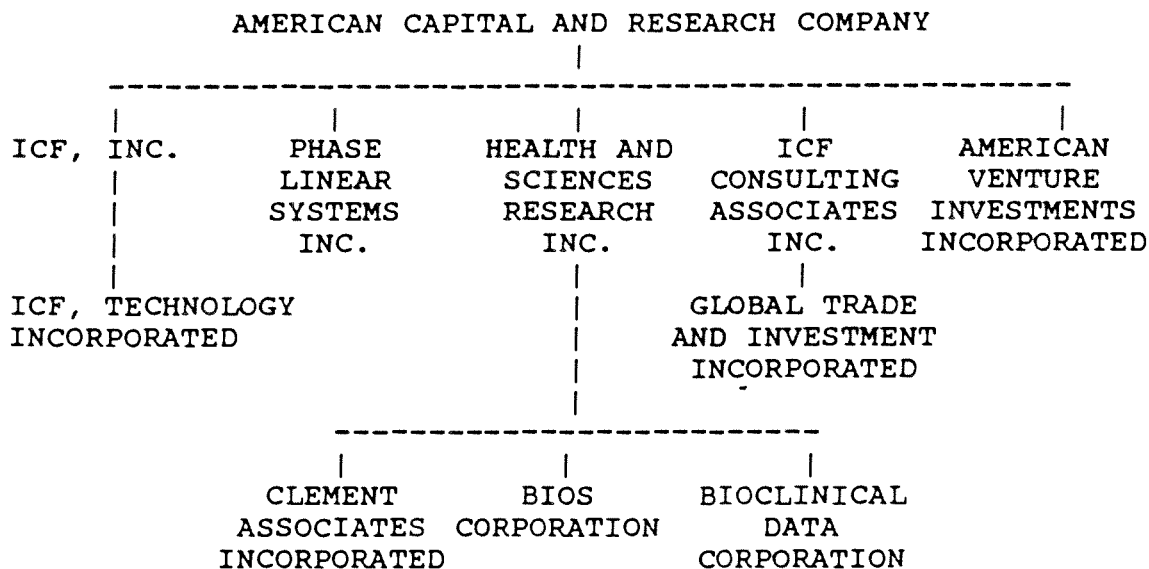 AMERICAN CAPITAL AND RESEARCH COMPANY
ICF, INC.
PHASE
LINEAR
SYSTEMS
INC.
HEALTH AND
SCIENCES
RESEARCH
INC.
ICF
CONSULTING
ASSOCIATES
INC.
AMERICAN
VENTURE
INVESTMENTS
INCORPORATED
ICF, TECHNOLOGY
INCORPORATED
GLOBAL TRADE
AND INVESTMENT
INCORPORATED
CLEMENT
ASSOCIATES
INCORPORATED
BIOS
CORPORATION
BIOCLINICAL
DATA
CORPORATION